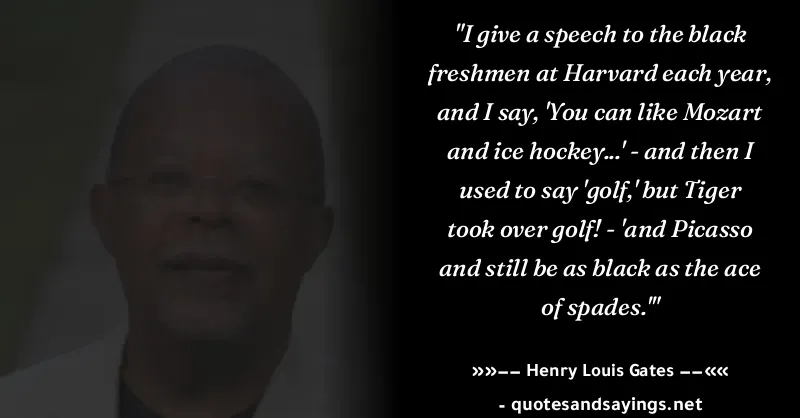 "I give a speech to the black
freshmen at Harvard each year,
and I say, 'You can like Mozart
and ice hockey...' - and then I
used to say 'golf,' but Tiger
took over golf! - 'and Picasso
and still be as black as the ace
of spades.'"
»»—— Henry Louis Gates ——««
- quotesandsayings.net